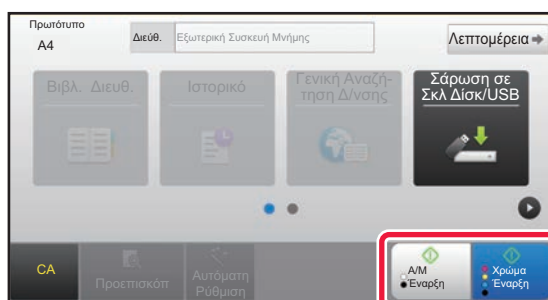 Πρωτότυπο
A4
Διεύθ.
Εξωτερική Συσκευή Μνήμης
Λεπτομέρεια
Βιβλ. Διευθ.
Ιστορικό
Γενική Αναζή-
τηση Δ/νσης
Σάρωση σε
Σκλ Δίσκ/USB
CA
Προεπισκόπ
Αυτόματη
Ρύθμιση
Α/Μ
Έναρξη
Χρώμα
Έναρξη